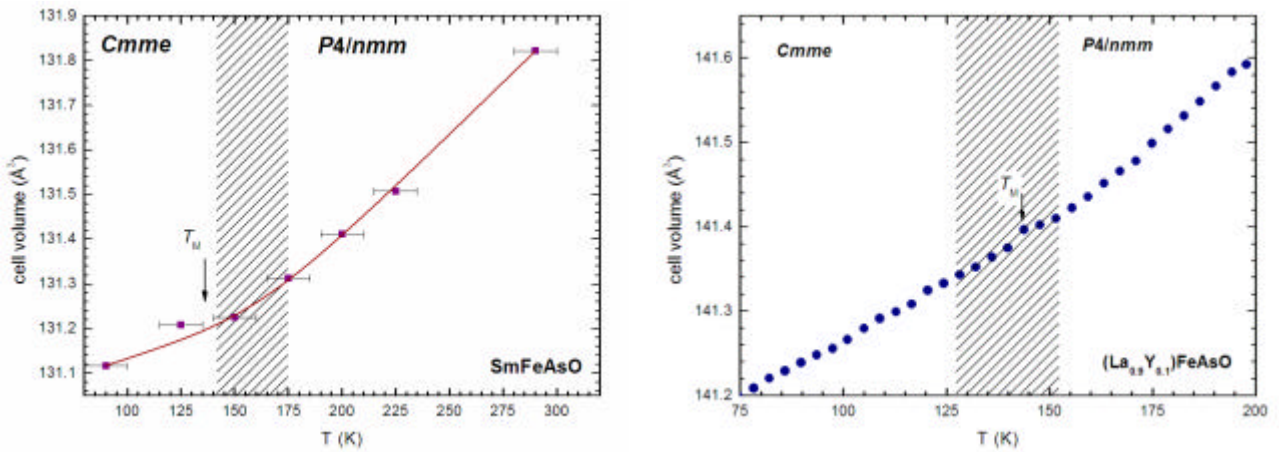 131.9
131.8
131.7
131.6
131.5
131.4
131.3
131.2
131.1
cell volume (Å³)
Cmme
P4/nmm
T_M
SmFeAsO
100 125 150 175 200 225 250 275 300
T (K)
141.6
141.5
141.4
141.3
141.2
cell volume (Å³)
Cmme
P4/nmm
T_M
(La₀.₉Y₀.₁)FeAsO
75 100 125 150 175 200
T (K)